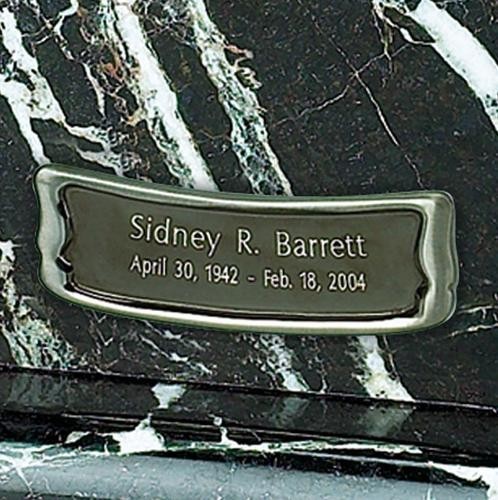 Sidney R. Barrett
April 30, 1942 - Feb. 18, 2004